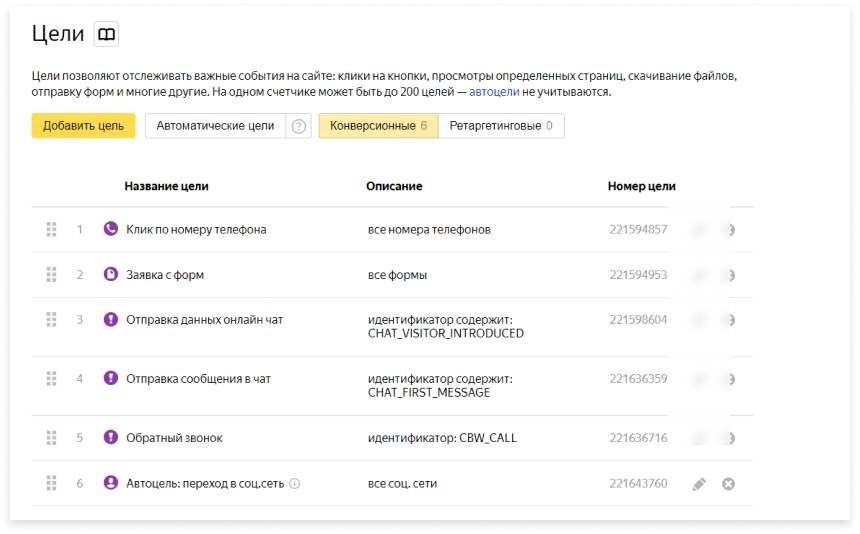 Цели
Цели позволяют отслеживать важные события на сайте: клики на кнопки, просмотры определенных страниц, скачивание файлов,
отправку форм и многие другие. На одном счетчике может быть до 200 целей — автоцели не учитываются.
Добавить цель Автоматические цели ? Конверсионные 6 Ретаргетинговые 0
Название цели Описание Номер цели
1 Клик по номеру телефона все номера телефонов 221594857
2 Заявка с форм все формы 221594953
3 Отправка данных онлайн чат идентификатор содержит: 221598604
CHAT_VISITOR_INTRODUCED
4 Отправка сообщения в чат идентификатор содержит: 221636359
CHAT_FIRST_MESSAGE
5 Обратный звонок идентификатор: CBW_CALL 221636716
6 Автоцель: переход в соц.сеть все соц. сети 221643760